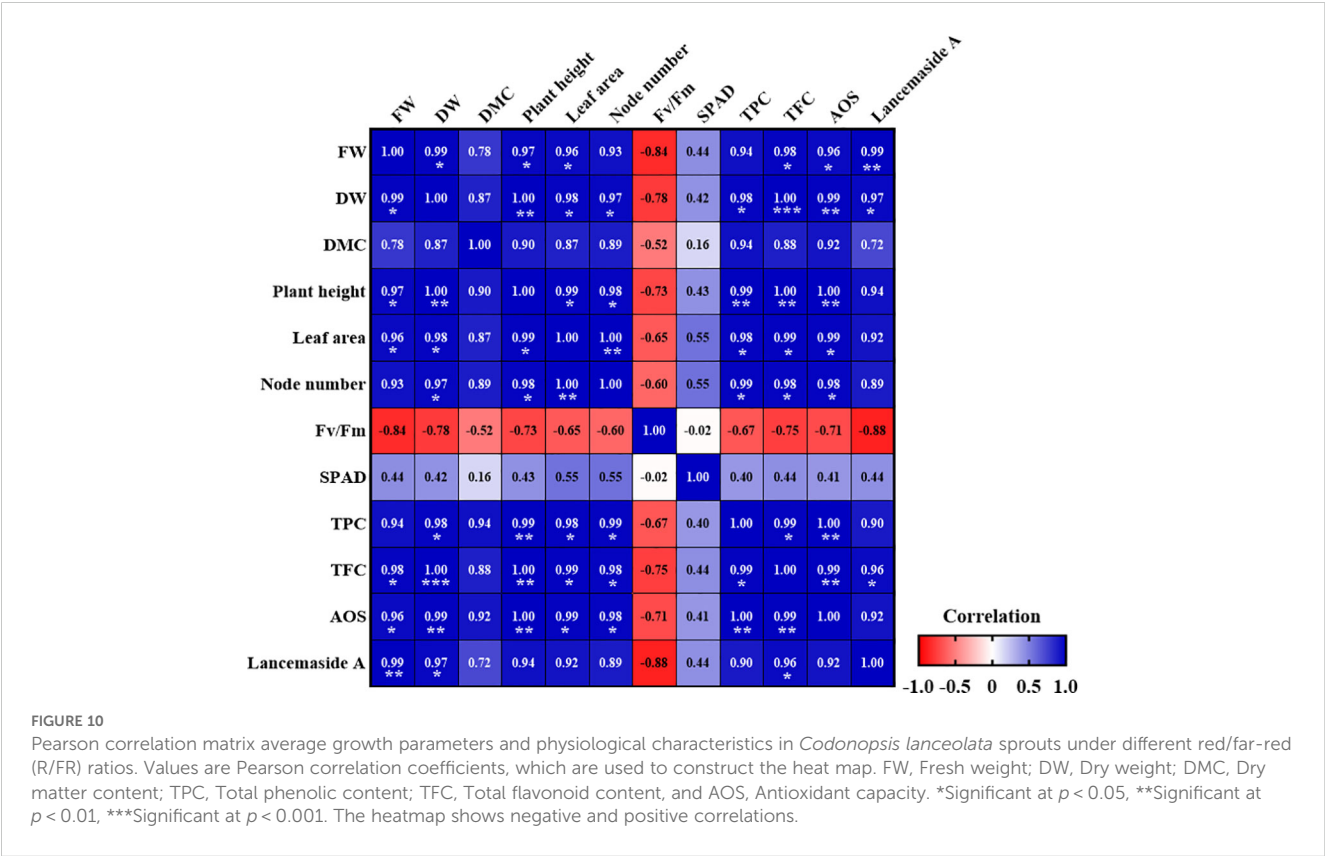 FW DW DMC Plant height Leaf area Node number Fv/Fm SPAD TPC TFC AOS Lancemaside A
FW 1.00 0.99 0.78 0.97 0.96 0.93 -0.84 0.44 0.94 0.98 0.96 0.99
* * * * * **
DW 0.99 1.00 0.87 1.00 0.98 0.97 -0.78 0.42 0.98 1.00 0.99 0.97
* ** * * * *** ** *
DMC 0.78 0.87 1.00 0.90 0.87 0.89 -0.52 0.16 0.94 0.88 0.92 0.72
Plant height 0.97 1.00 0.90 1.00 0.99 0.98 -0.73 0.43 0.99 1.00 1.00 0.94
* ** * * ** ** **
Leaf area 0.96 0.98 0.87 0.99 1.00 1.00 -0.65 0.55 0.98 0.99 0.99 0.92
* * * ** * * *
Node number 0.93 0.97 0.89 0.98 1.00 1.00 -0.60 0.55 0.99 0.98 0.98 0.89
* * ** * * *
Fv/Fm -0.84 -0.78 -0.52 -0.73 -0.65 -0.60 1.00 -0.02 -0.67 -0.75 -0.71 -0.88
SPAD 0.44 0.42 0.16 0.43 0.55 0.55 -0.02 1.00 0.40 0.44 0.41 0.44
TPC 0.94 0.98 0.94 0.99 0.98 0.99 -0.67 0.40 1.00 0.99 1.00 0.90
* ** * * * **
TFC 0.98 1.00 0.88 1.00 0.99 0.98 -0.75 0.44 0.99 1.00 0.99 0.96
* *** ** * * * ** *
AOS 0.96 0.99 0.92 1.00 0.99 0.98 -0.71 0.41 1.00 0.99 1.00 0.92
* ** ** * * ** **
Lancemaside A 0.99 0.97 0.72 0.94 0.92 0.89 -0.88 0.44 0.90 0.96 0.92 1.00
** * *
Correlation
-1.0 -0.5 0 0.5 1.0
FIGURE 10
Pearson correlation matrix average growth parameters and physiological characteristics in Codonopsis lanceolata sprouts under different red/far-red
(R/FR) ratios. Values are Pearson correlation coefficients, which are used to construct the heat map. FW, Fresh weight; DW, Dry weight; DMC, Dry
matter content; TPC, Total phenolic content; TFC, Total flavonoid content, and AOS, Antioxidant capacity. *Significant at p < 0.05, **Significant at
p < 0.01, ***Significant at p < 0.001. The heatmap shows negative and positive correlations.